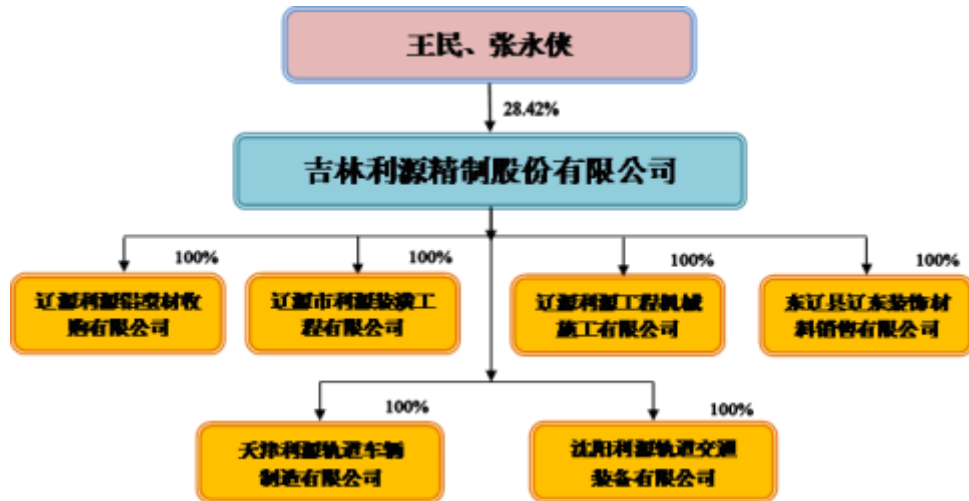 王民、张永侠
28.42%
吉林利源精制股份有限公司
100%
100%
100%
100%
辽源利源铝型材收
购有限公司
辽源市利源装潢工
程有限公司
辽源利源工程机械
施工有限公司
东辽县辽东装饰材
料销售有限公司
100%
100%
天津利源轨道车辆
制造有限公司
沈阳利源轨道交通
装备有限公司